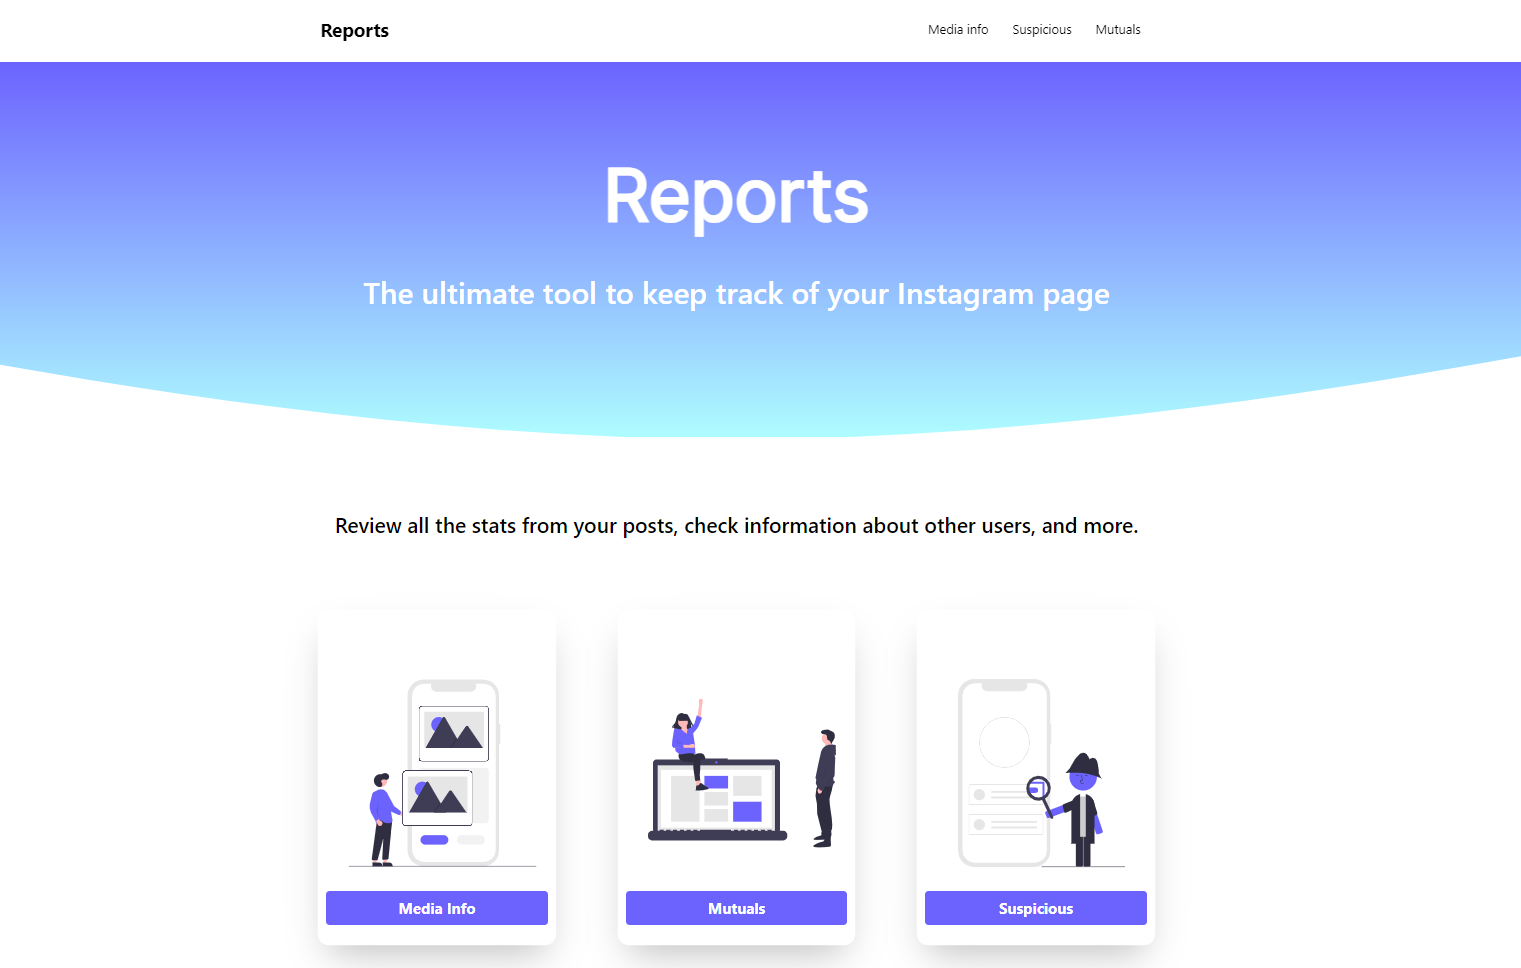 Reports
Media info Suspicious Mutuals
Reports
The ultimate tool to keep track of your Instagram page
Review all the stats from your posts, check information about other users, and more.
Media Info
Mutuals
Suspicious